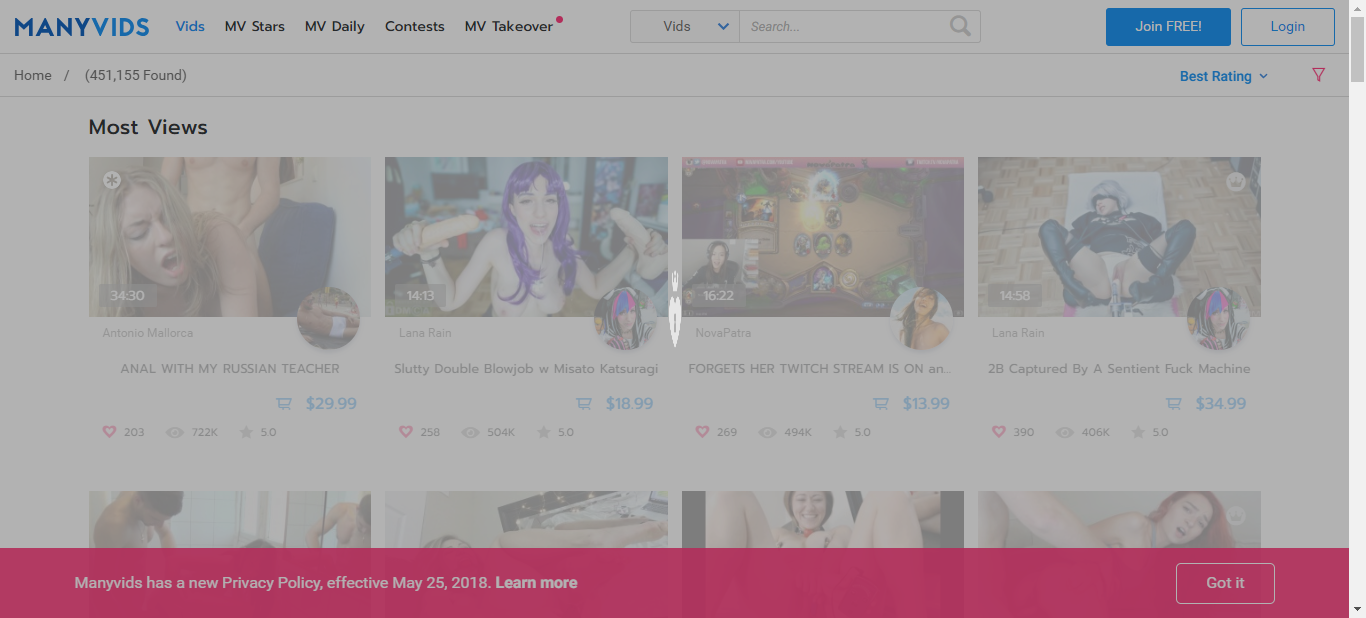 MANYVIDS
Vids
MV Stars
MV Daily
Contests
MV Takeover
Vids
Search...
Join FREE!
Login
Home / (451,155 Found)
Best Rating
Most Views
34:30
14:13
16:22
14:58
Antonio Mallorca
Lana Rain
NovaPatra
Lana Rain
ANAL WITH MY RUSSIAN TEACHER
Slutty Double Blowjob w Misato Katsuragi
FORGETS HER TWITCH STREAM IS ON an...
2B Captured By A Sentient Fuck Machine
$29.99
$18.99
$13.99
$34.99
203 722K 5.0
258 504K 5.0
269 494K 5.0
390 406K 5.0
Manyvids has a new Privacy Policy, effective May 25, 2018. Learn more
Got it